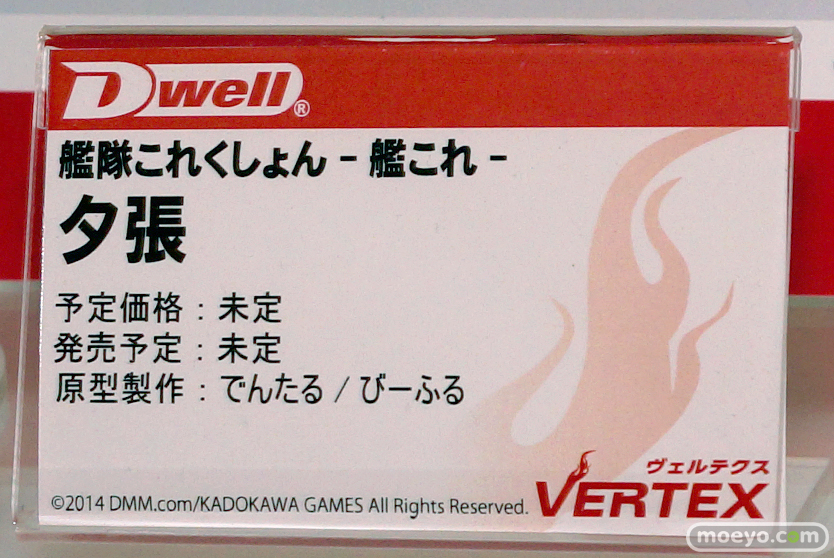 Dwell®
艦隊これくしょん - 艦これ -
夕張
予定価格 : 未定
発売予定 : 未定
原型製作 : でんたる / びーふる
ヴェルテクス
VERTEX
©2014 DMM.com/KADOKAWA GAMES All Rights Reserved.
moeyo.com